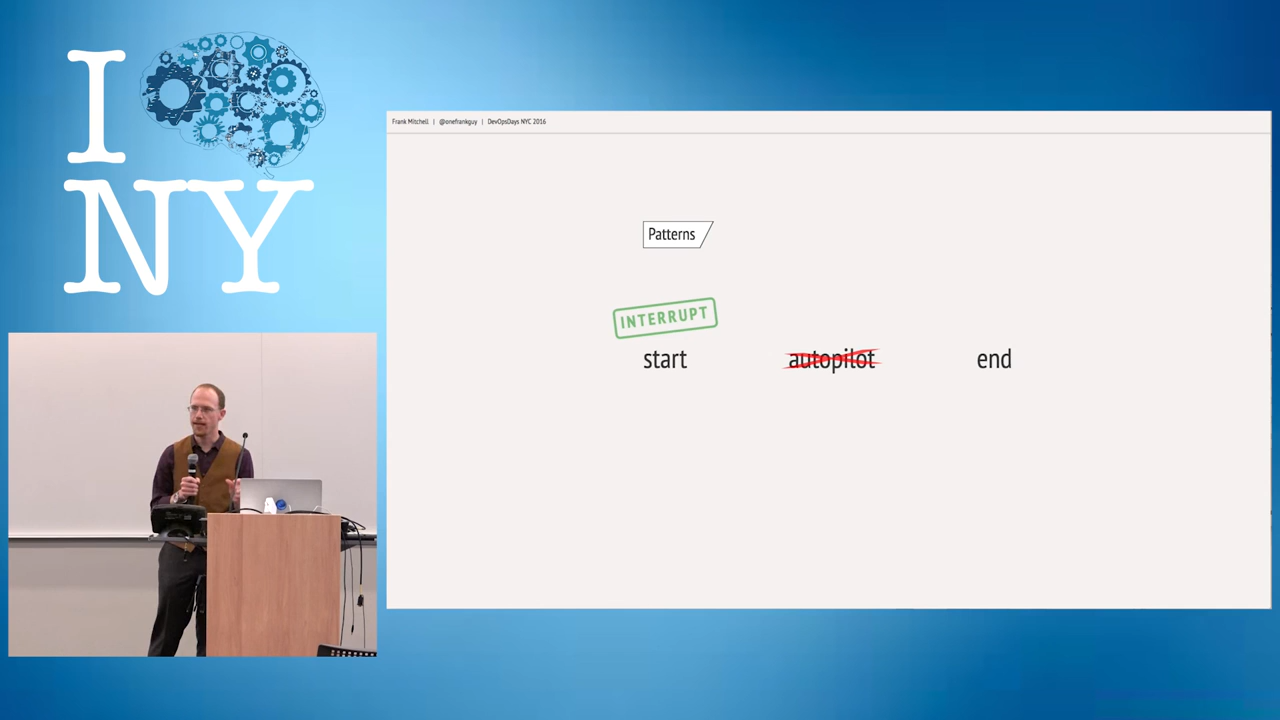 I
NY
Frank Mitchell | @onefrankguy | DevOpsDays NYC 2016
Patterns
INTERRUPT
start autopilot end